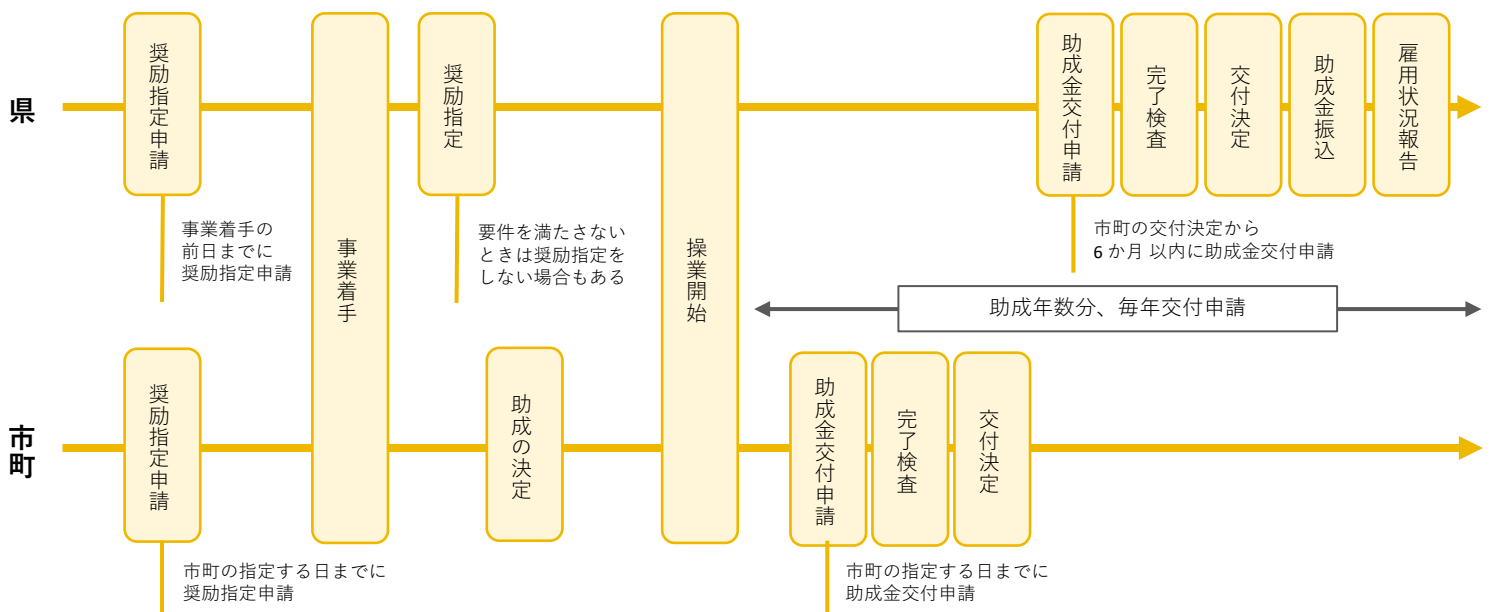 県
奨励指定申請
事業着手の
前日までに
奨励指定申請
事業着手
奨励指定
要件を満たさない
ときは奨励指定を
しない場合もある
操業開始
助成金交付申請
市町の交付決定から
6 か月 以内に助成金交付申請
完了検査
交付決定
助成金振込
雇用状況報告
助成年数分、毎年交付申請
市町
奨励指定申請
市町の指定する日までに
奨励指定申請
助成の決定
助成金交付申請
市町の指定する日までに
助成金交付申請
完了検査
交付決定